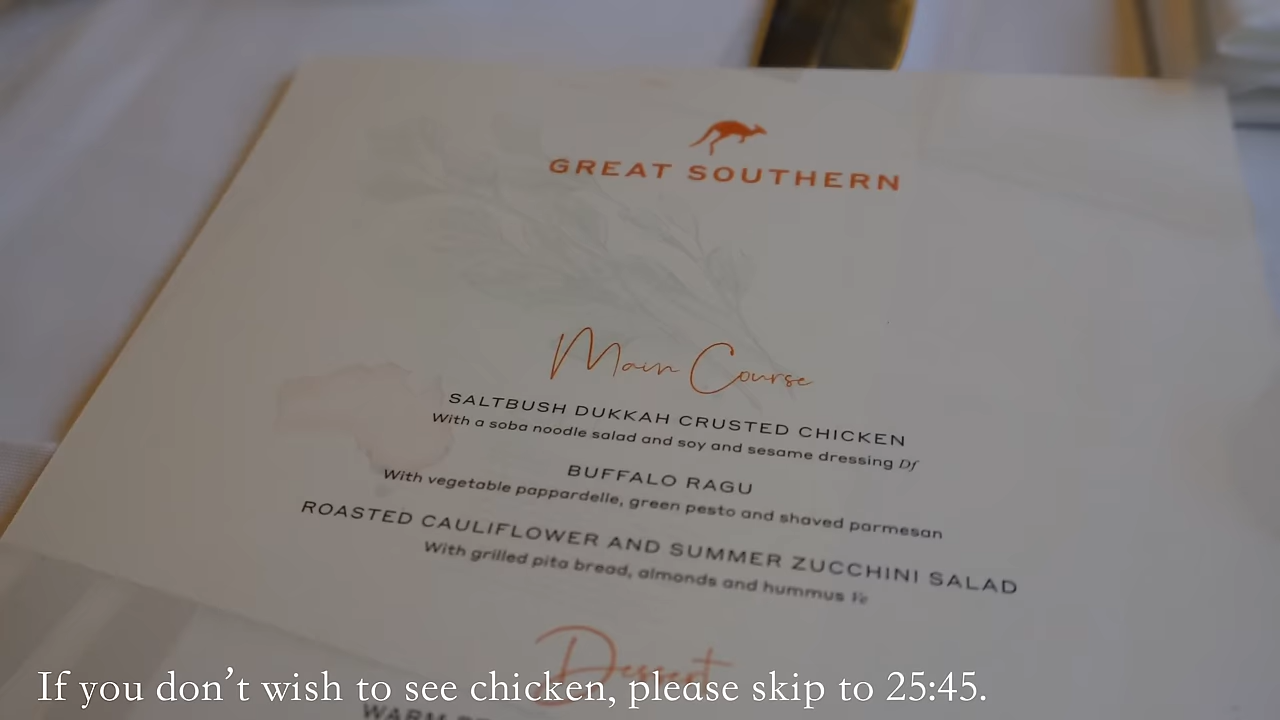 GREAT SOUTHERN
Main Course
SALTBUSH DUKKAH CRUSTED CHICKEN
With a soba noodle salad and soy and sesame dressing Df
BUFFALO RAGU
With vegetable pappardelle, green pesto and shaved parmesan
ROASTED CAULIFLOWER AND SUMMER ZUCCHINI SALAD
With grilled pita bread, almonds and hummus Ve
Dessert
WARM
If you don’t wish to see chicken, please skip to 25:45.